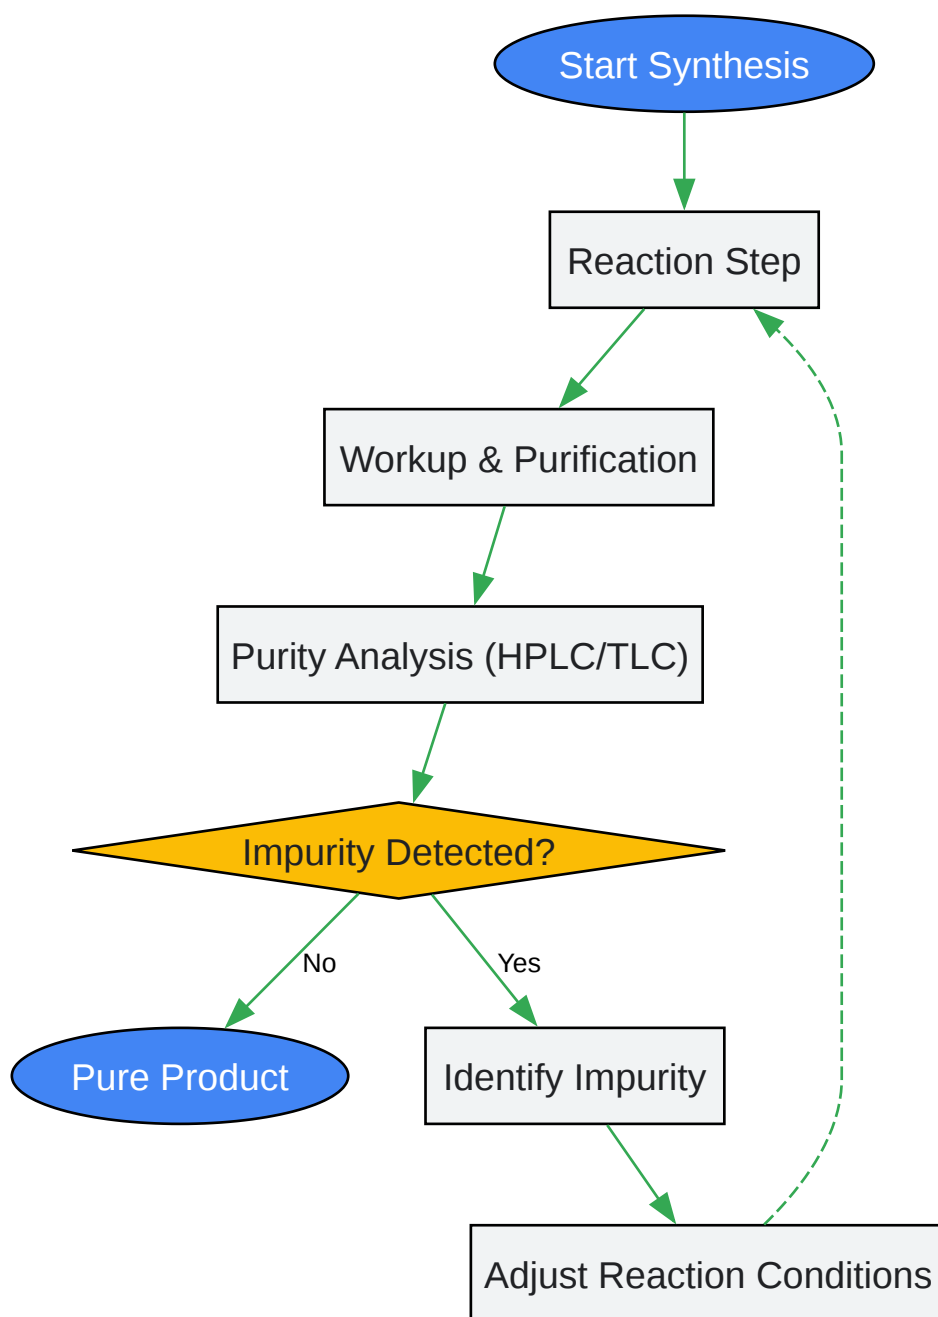 Start Synthesis
Reaction Step
Workup & Purification
Purity Analysis (HPLC/TLC)
Impurity Detected?
No
Yes
Pure Product
Identify Impurity
Adjust Reaction Conditions